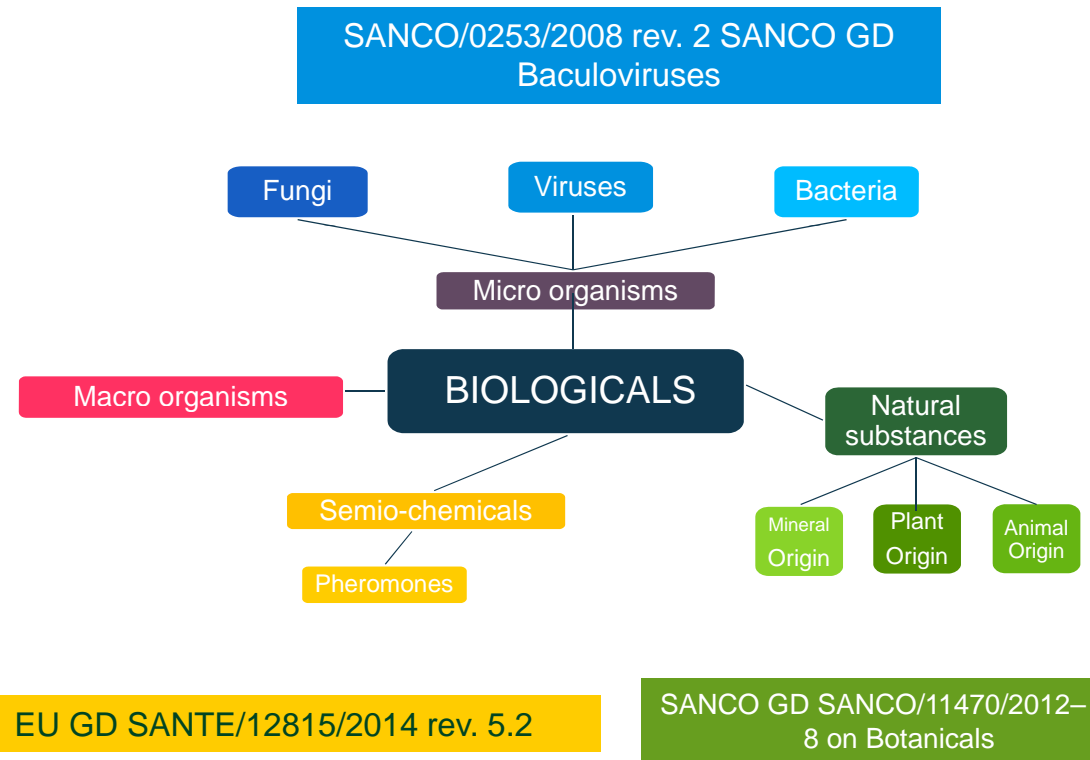 SANCO/0253/2008 rev. 2 SANCO GD
Baculoviruses
Fungi
Viruses
Bacteria
Micro organisms
BIOLOGICALS
Macro organisms
Natural
substances
Semio-chemicals
Mineral
Origin
Plant
Origin
Animal
Origin
Pheromones
EU GD SANTE/12815/2014 rev. 5.2
SANCO GD SANCO/11470/2012–
8 on Botanicals